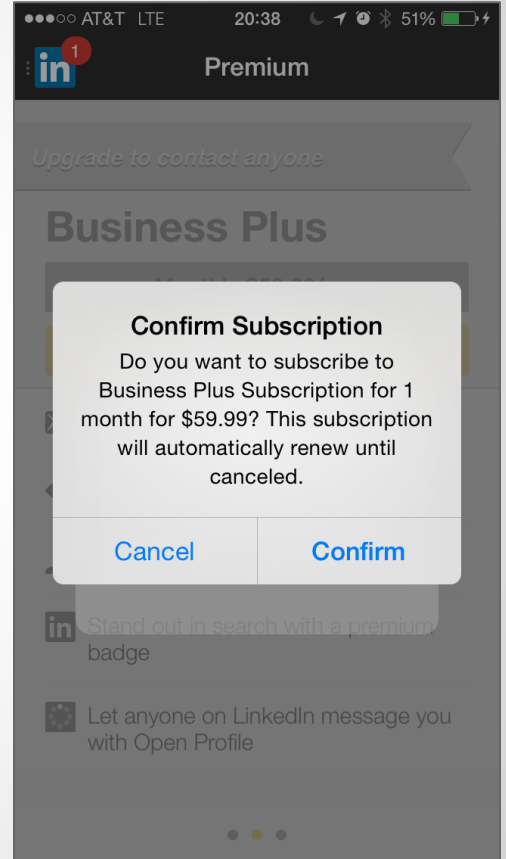 AT&T LTE 20:38 51%
in 1
Premium
Upgrade to contact anyone
Business Plus
Confirm Subscription
Do you want to subscribe to
Business Plus Subscription for 1
month for $59.99? This subscription
will automatically renew until
canceled.
Cancel Confirm
in Stand out in search with a premium
badge
Let anyone on LinkedIn message you
with Open Profile